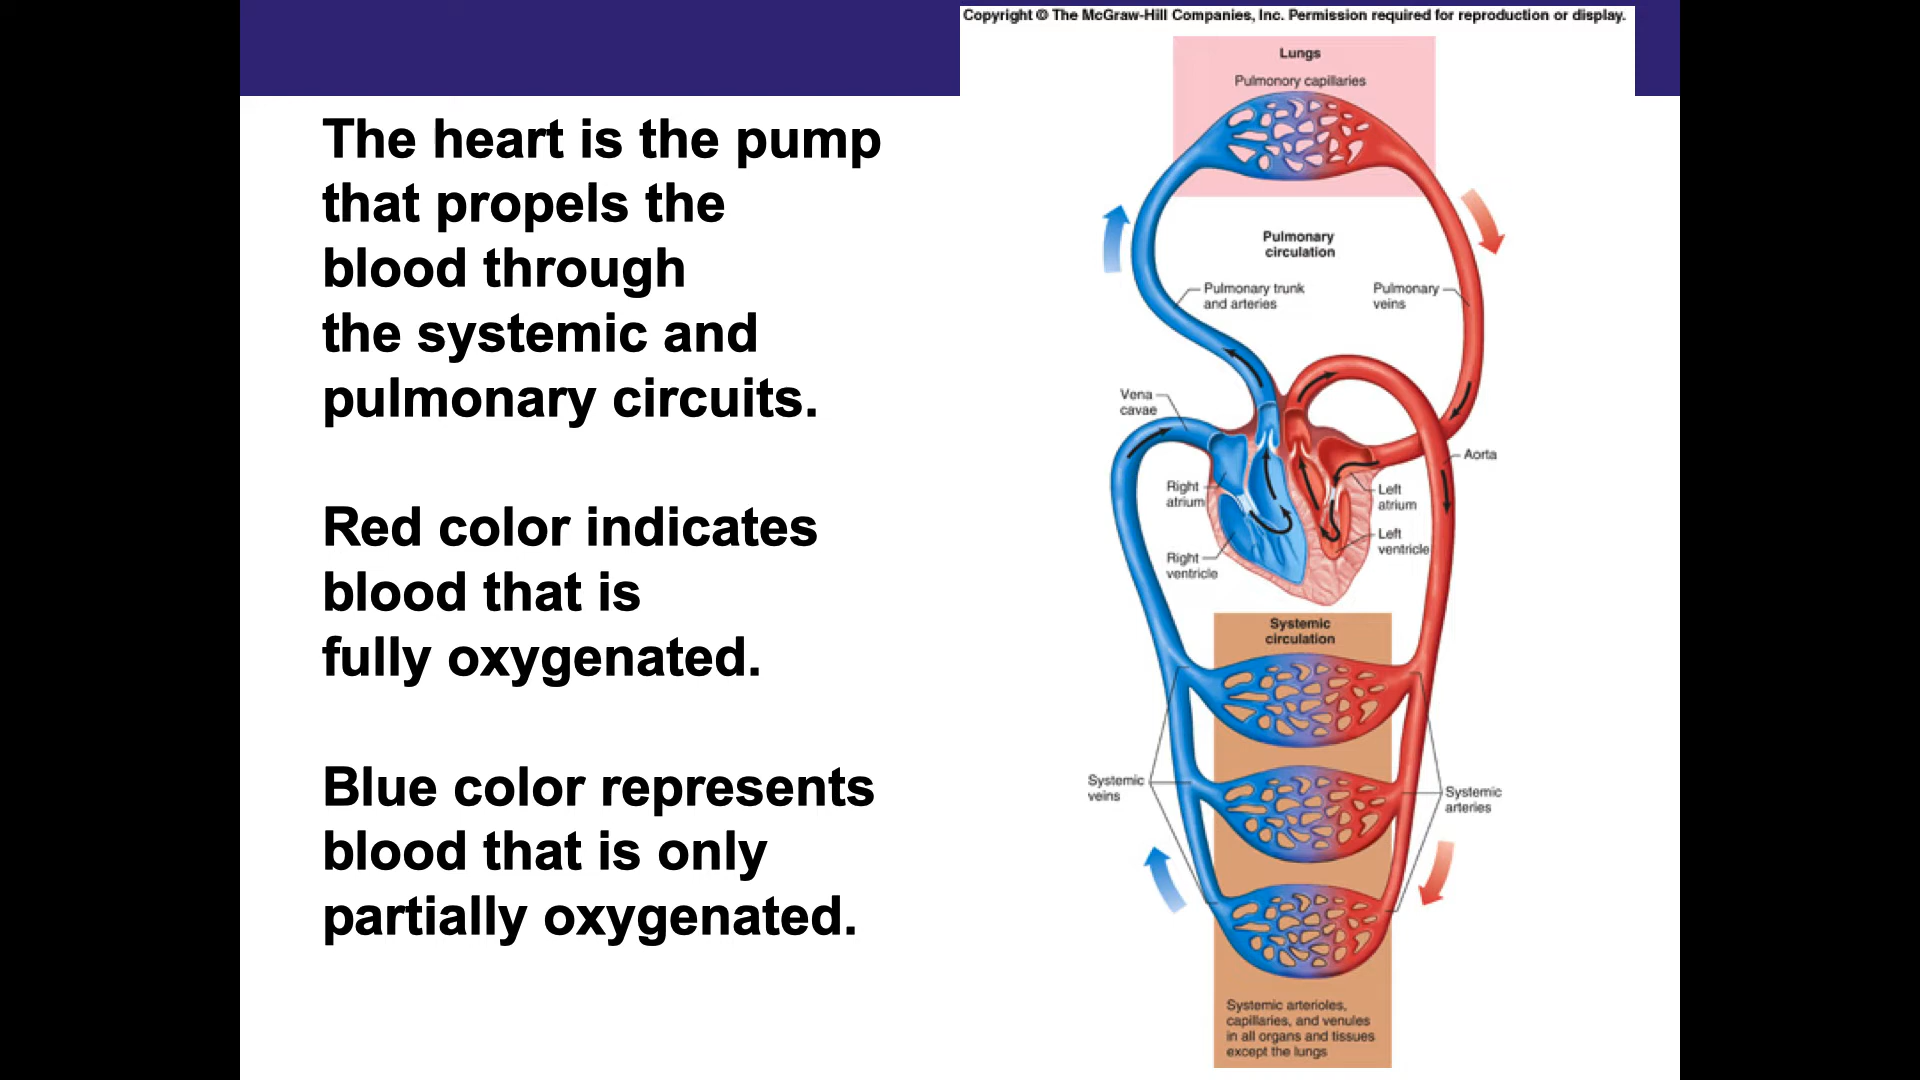 Copyright © The McGraw-Hill Companies, Inc. Permission required for reproduction or display.
The heart is the pump
that propels the
blood through
the systemic and
pulmonary circuits.
Red color indicates
blood that is
fully oxygenated.
Blue color represents
blood that is only
partially oxygenated.
Lungs
Pulmonory capillaries
Pulmonary
circulation
Pulmonary trunk
and arteries
Pulmonary
veins
Vena
cavae
Aorta
Right
atrium
Left
atrium
Left
ventricle
Right
ventricle
Systemic
circulation
Systemic
veins
Systemic
arteries
Systemic arterioles,
capillaries, and venules
in all organs and tissues
except the lungs